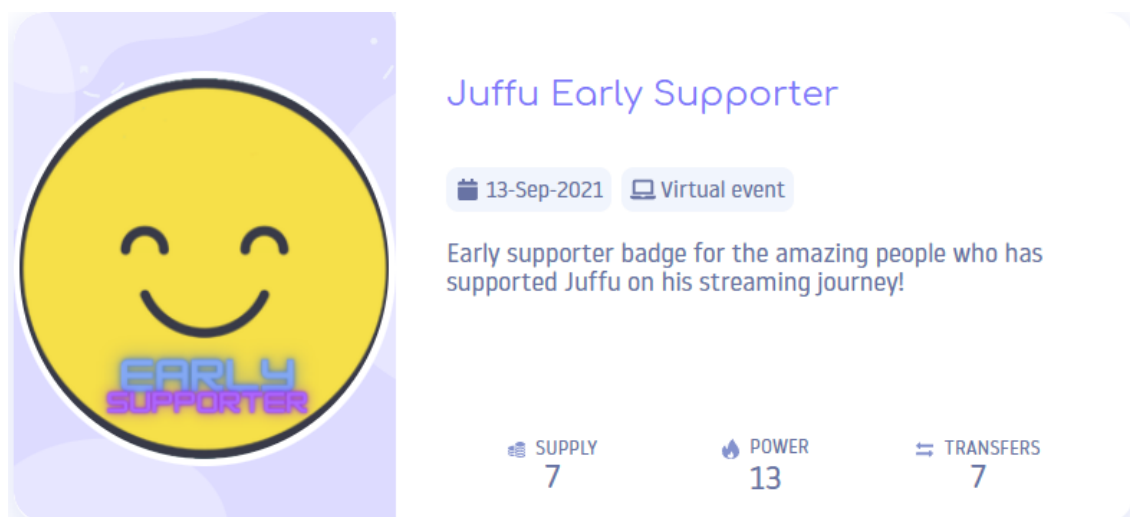 EARLY
SUPPORTER
Juffu Early Supporter
13-Sep-2021 Virtual event
Early supporter badge for the amazing people who has
supported Juffu on his streaming journey!
SUPPLY POWER TRANSFERS
7 13 7